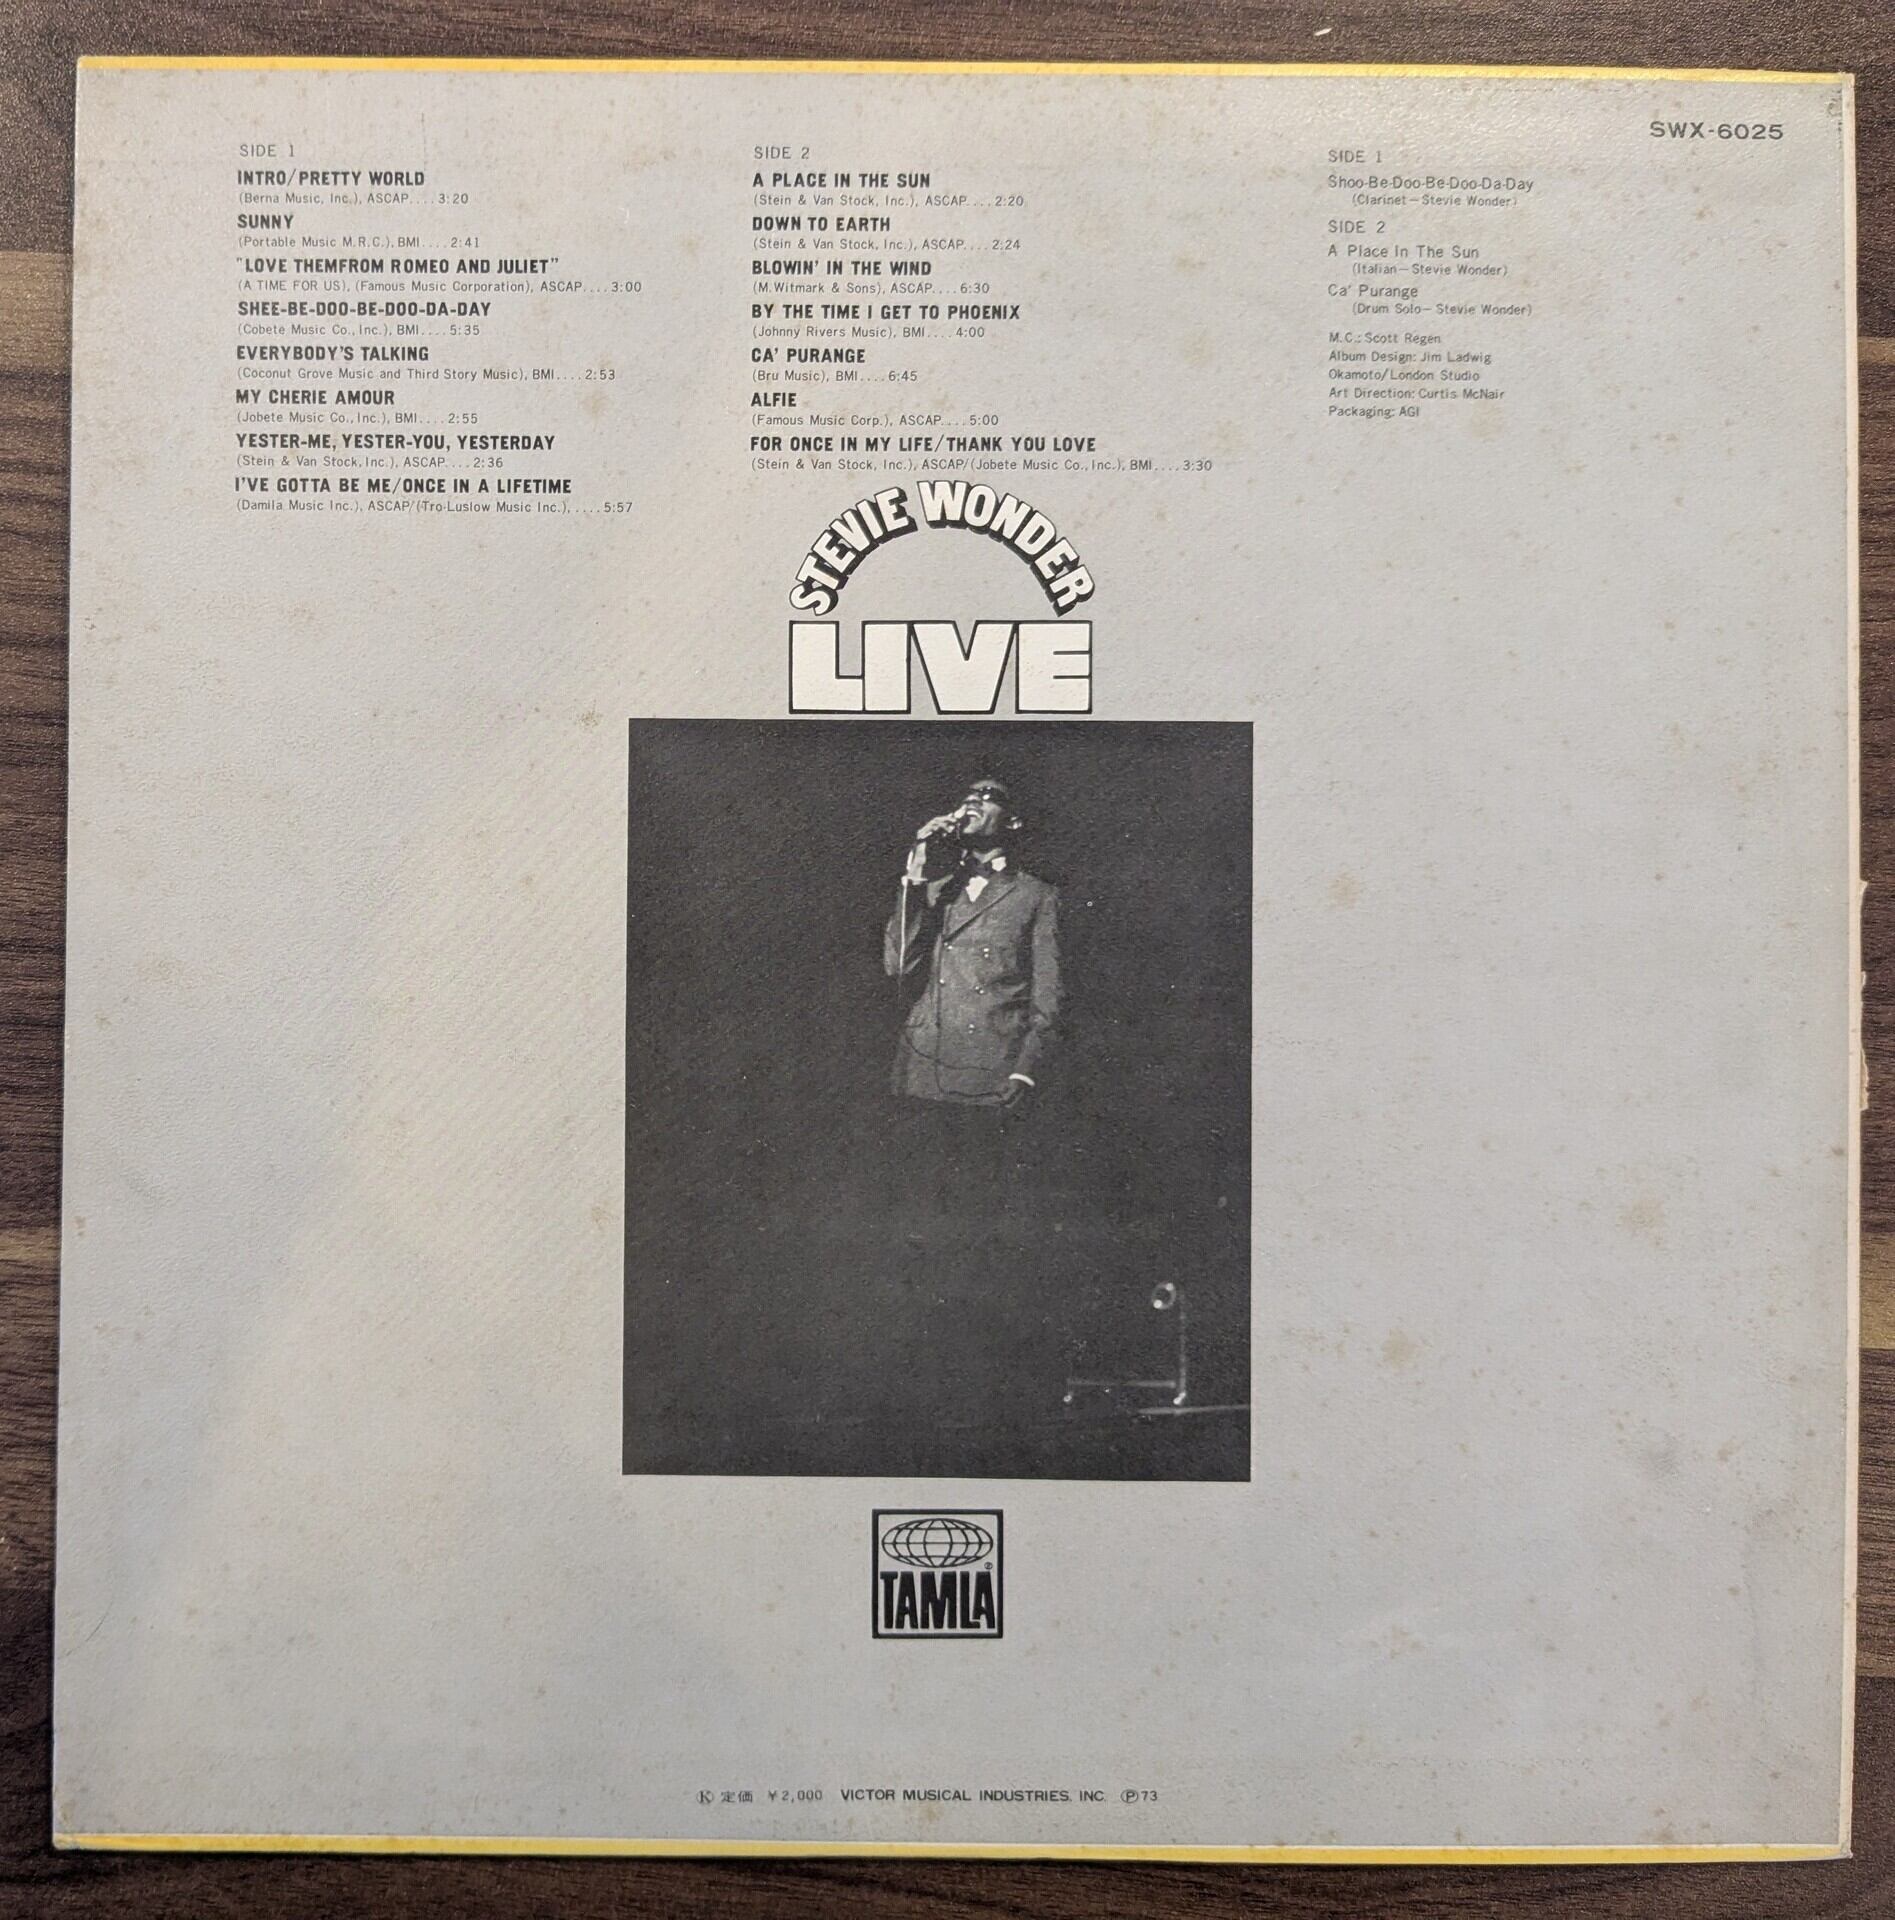 SWX-6025
SIDE 1
INTRO/PRETTY WORLD
(Berna Music, Inc.), ASCAP....3:20
SUNNY
(Portable Music M.R.C.), BMI....2:41
"LOVE THEMFROM ROMEO AND JULIET"
(A TIME FOR US), (Famous Music Corporation), ASCAP....3:00
SHEE-BE-DOO-BE-DOO-DA-DAY
(Cobete Music Co., Inc.), BMI....5:35
EVERYBODY'S TALKING
(Coconut Grove Music and Third Story Music), BMI....2:53
MY CHERIE AMOUR
(Jobete Music Co., Inc.), BMI....2:55
YESTER-ME, YESTER-YOU, YESTERDAY
(Stein & Van Stock, Inc.), ASCAP....2:36
I'VE GOTTA BE ME/ONCE IN A LIFETIME
(Damila Music Inc.), ASCAP/(Tro-Luslow Music Inc.), ....5:57
SIDE 2
A PLACE IN THE SUN
(Stein & Van Stock, Inc.), ASCAP....2:20
DOWN TO EARTH
(Stein & Van Stock, Inc.), ASCAP....2:24
BLOWIN' IN THE WIND
(M. Witmark & Sons), ASCAP....6:30
BY THE TIME I GET TO PHOENIX
(Johnny Rivers Music), BMI....4:00
CA' PURANGE
(Bru Music), BMI....6:45
ALFIE
(Famous Music Corp.), ASCAP....5:00
FOR ONCE IN MY LIFE/THANK YOU LOVE
(Stein & Van Stock, Inc.), ASCAP/(Jobete Music Co., Inc.), BMI....3:30
SIDE 1
Shoo-Be-Doo-Be-Doo-Da-Day
(Clarinet—Stevie Wonder)
SIDE 2
A Place In The Sun
(Italian—Stevie Wonder)
Ca' Purange
(Drum Solo—Stevie Wonder)
M.C.: Scott Regen
Album Design: Jim Ladwig
Okamoto/London Studio
Art Direction: Curtis McNair
Packaging: AGI
STEVIE WONDER
LIVE
TAMLA®
Ⓚ 定価 ¥2,000 VICTOR MUSICAL INDUSTRIES, INC. Ⓟ73